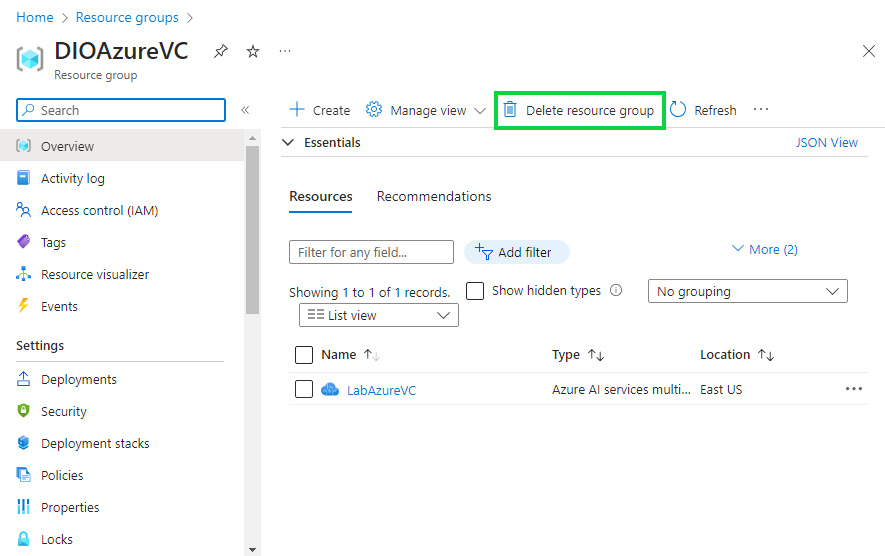 Home > Resource groups >
DIOAzureVC
Resource group
Search
Create Manage view Delete resource group Refresh
Overview
Activity log
Access control (IAM)
Tags
Resource visualizer
Events
Settings
Deployments
Security
Deployment stacks
Policies
Properties
Locks
Essentials JSON View
Resources Recommendations
Filter for any field... Add filter More (2)
Showing 1 to 1 of 1 records. Show hidden types No grouping
List view
Name Type Location
LabAzureVC Azure AI services multi... East US